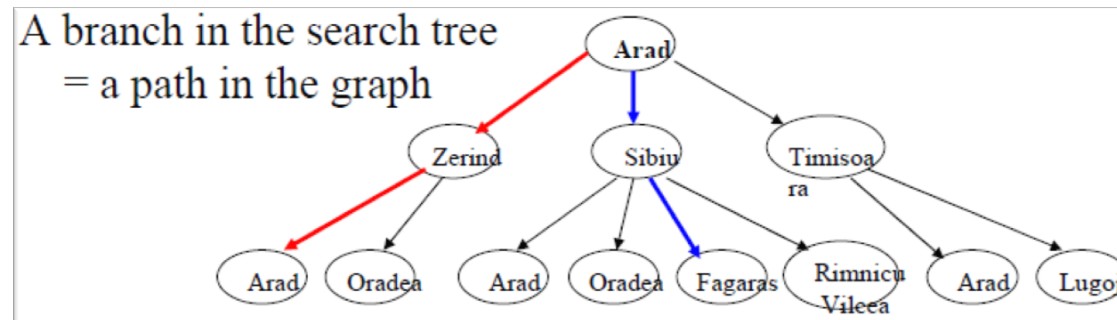 A branch in the search tree
= a path in the graph
Arad
Zerind
Sibiu
Timisoa
ra
Arad
Oradea
Arad
Oradea
Fagaras
Rimnicu
Vilcea
Arad